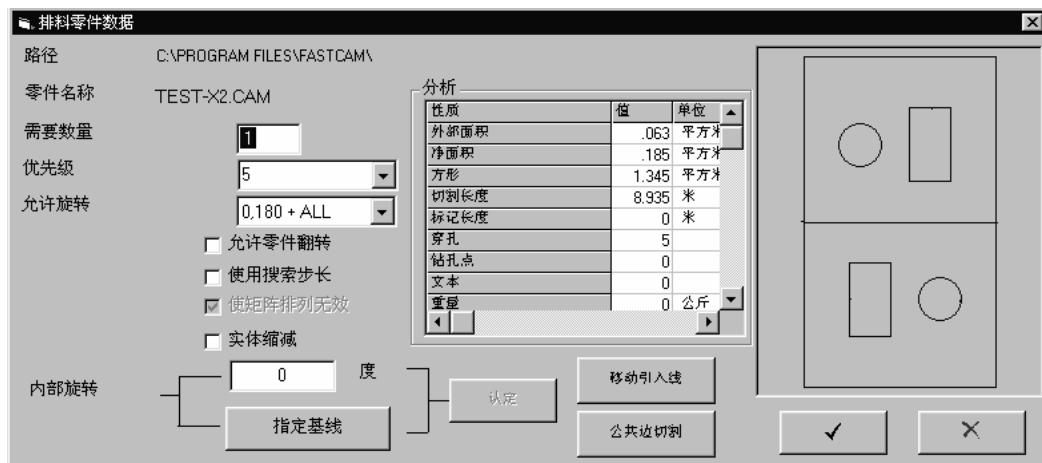 排料零件数据
路径 C:\PROGRAM FILES\FASTCAM\
零件名称 TEST-X2.CAM
需要数量 1
优先级 5
允许旋转 0,180 + ALL
允许零件翻转
使用搜索步长
使矩阵排列无效
实体缩减
内部旋转 0 度
指定基线
认定
分析
性质 值 单位
外部面积 .063 平方米
净面积 .185 平方米
方形 1.345 平方米
切割长度 8.935 米
标记长度 0 米
穿孔 5
钻孔点 0
文本 0
重量 0 公斤
移动引入线
公共边切割